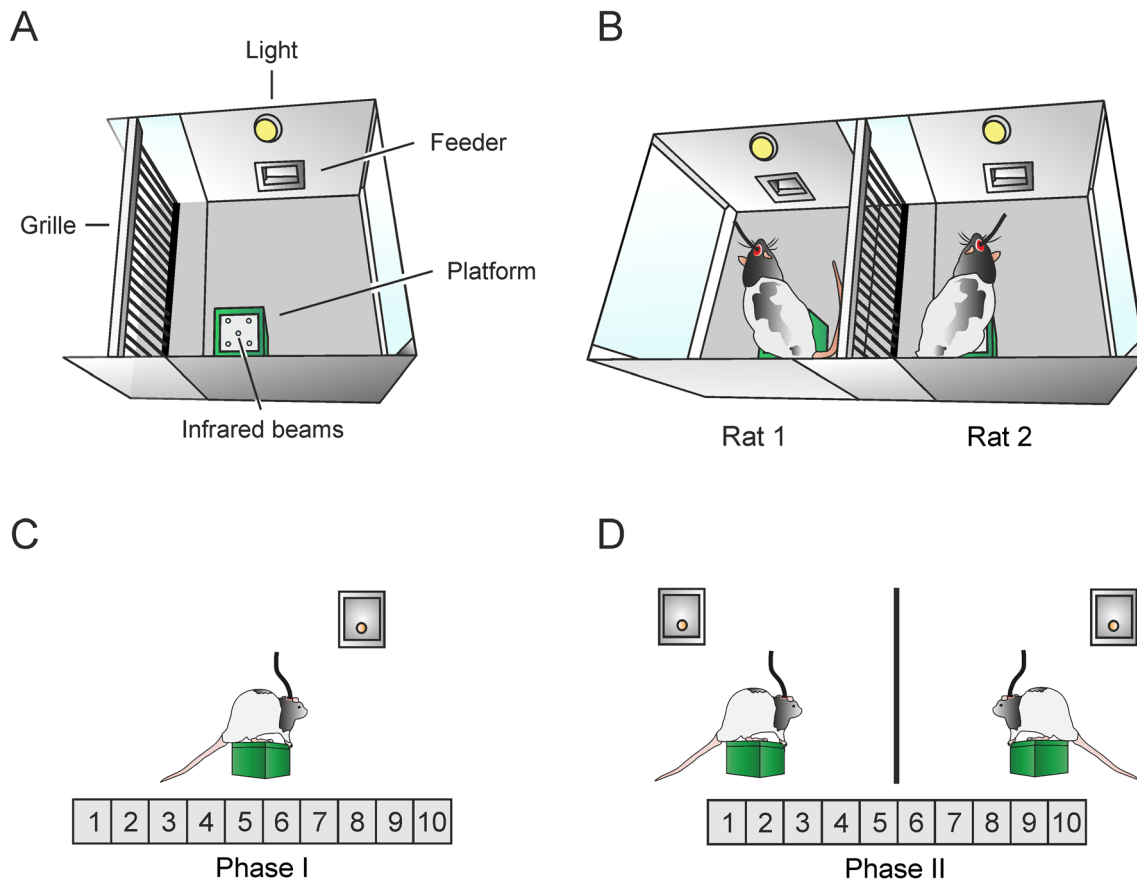 A
Light
Feeder
Grille
Platform
Infrared beams
B
Rat 1
Rat 2
C
1 2 3 4 5 6 7 8 9 10
Phase I
D
1 2 3 4 5 6 7 8 9 10
Phase II